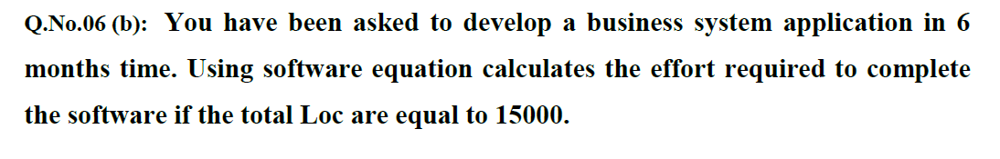 Q.No.06 (b): You have been asked to develop a business system application in 6
months time. Using software equation calculates the effort required to complete
the software if the total Loc are equal to 15000.